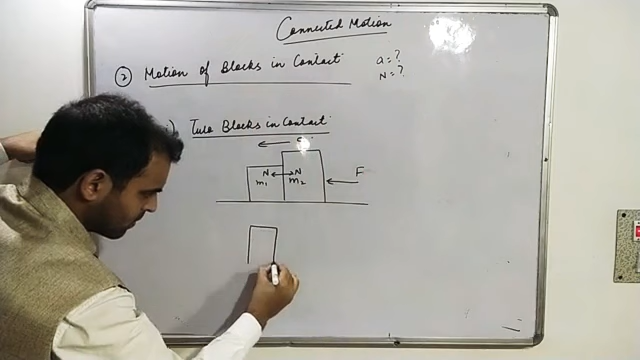 Connected Motion
② Motion of Blocks in Contact
a = ?
N = ?
i) Two Blocks in Contact
N N
m₁ m₂
F